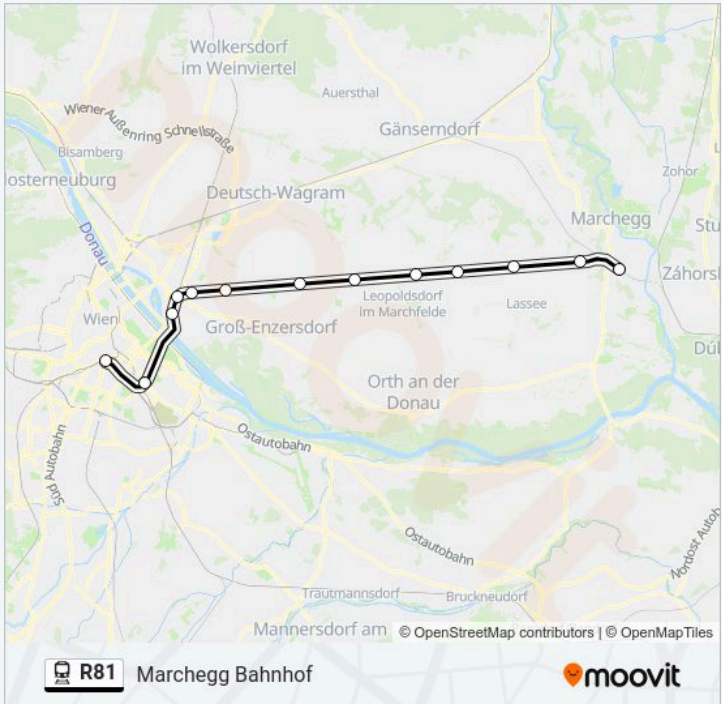 Wolkersdorf
im Weinviertel
Auersthal
Wiener Außenring Schnellstraße
Gänserndorf
Bisamberg
Zohor
losterneuburg
Deutsch-Wagram
Marchegg
Stu
Donau
Záhorsk
Leopoldsdorf
im Marchfelde
Lassee
Wien
Groß-Enzersdorf
Dúb
Orth an der
Donau
Ostautobahn
Süd Autobahn
Ostautobahn
Nordost Autob
Trautmannsdorf
Bruckneudorf
Mannersdorf am
© OpenStreetMap contributors | © OpenMapTiles
R81 Marchegg Bahnhof
moovit